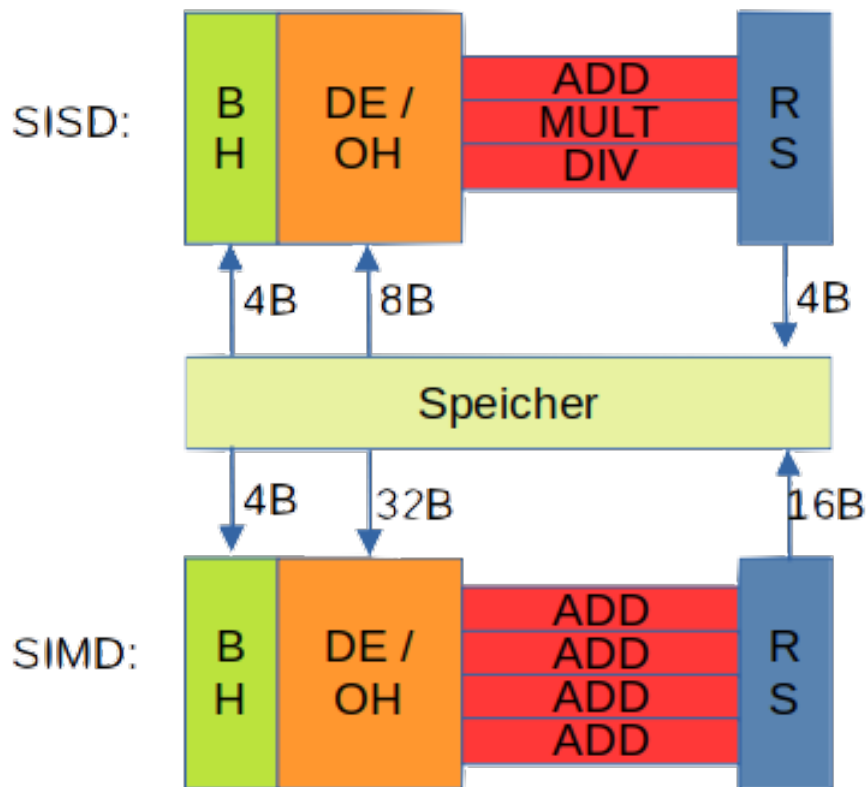 SISD:
B
H
DE /
OH
ADD
MULT
DIV
R
S
4B
8B
4B
Speicher
4B
32B
16B
SIMD:
B
H
DE /
OH
ADD
ADD
ADD
ADD
R
S